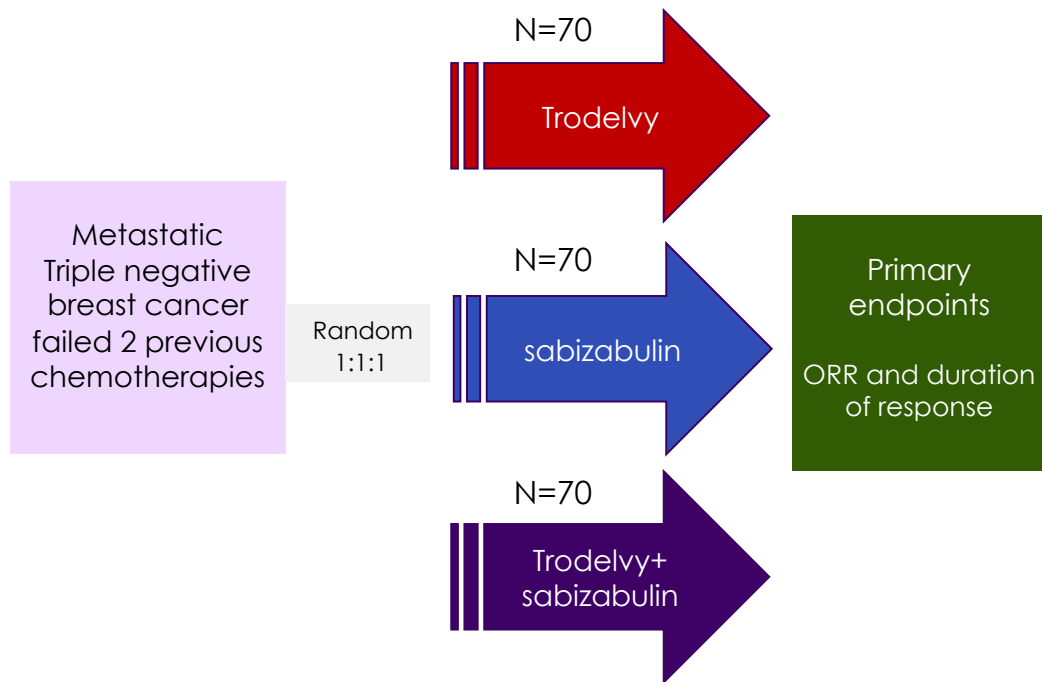 Metastatic
Triple negative
breast cancer
failed 2 previous
chemotherapies
Random
1:1:1
N=70
Trodelvy
N=70
sabizabulin
N=70
Trodelvy+
sabizabulin
Primary
endpoints
ORR and duration
of response